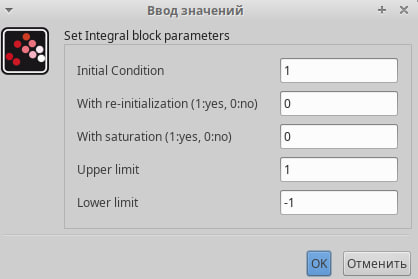 Ввод значений
Set Integral block parameters
Initial Condition 1
With re-initialization (1:yes, 0:no) 0
With saturation (1:yes, 0:no) 0
Upper limit 1
Lower limit -1
OK Отменить